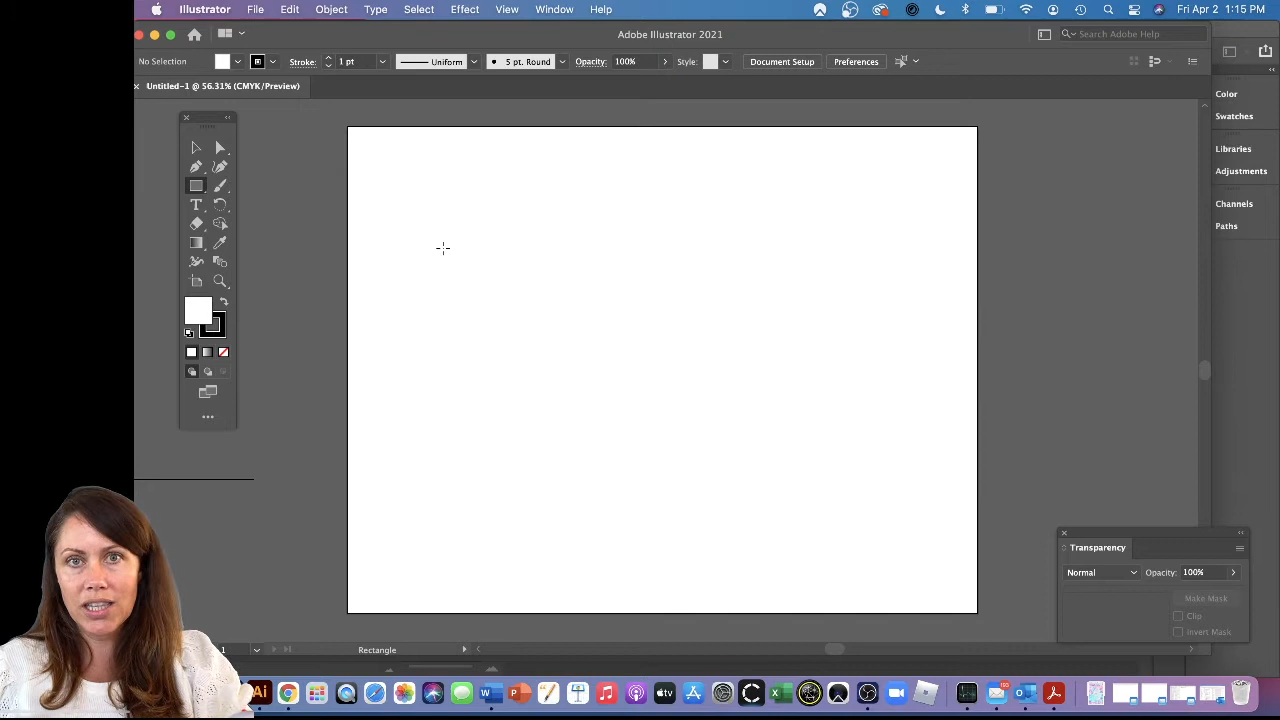 Illustrator File Edit Object Type Select Effect View Window Help Fri Apr 2 1:15 PM
Adobe Illustrator 2021 Search Adobe Help
No Selection Stroke: 1 pt Uniform 5 pt. Round Opacity: 100% Style: Document Setup Preferences
Untitled-1 @ 56.31% (CMYK/Preview)
Color
Swatches
Libraries
Adjustments
Channels
Paths
T
Transparency
Normal Opacity: 100%
Make Mask
Clip
Invert Mask
1 Rectangle
Ai